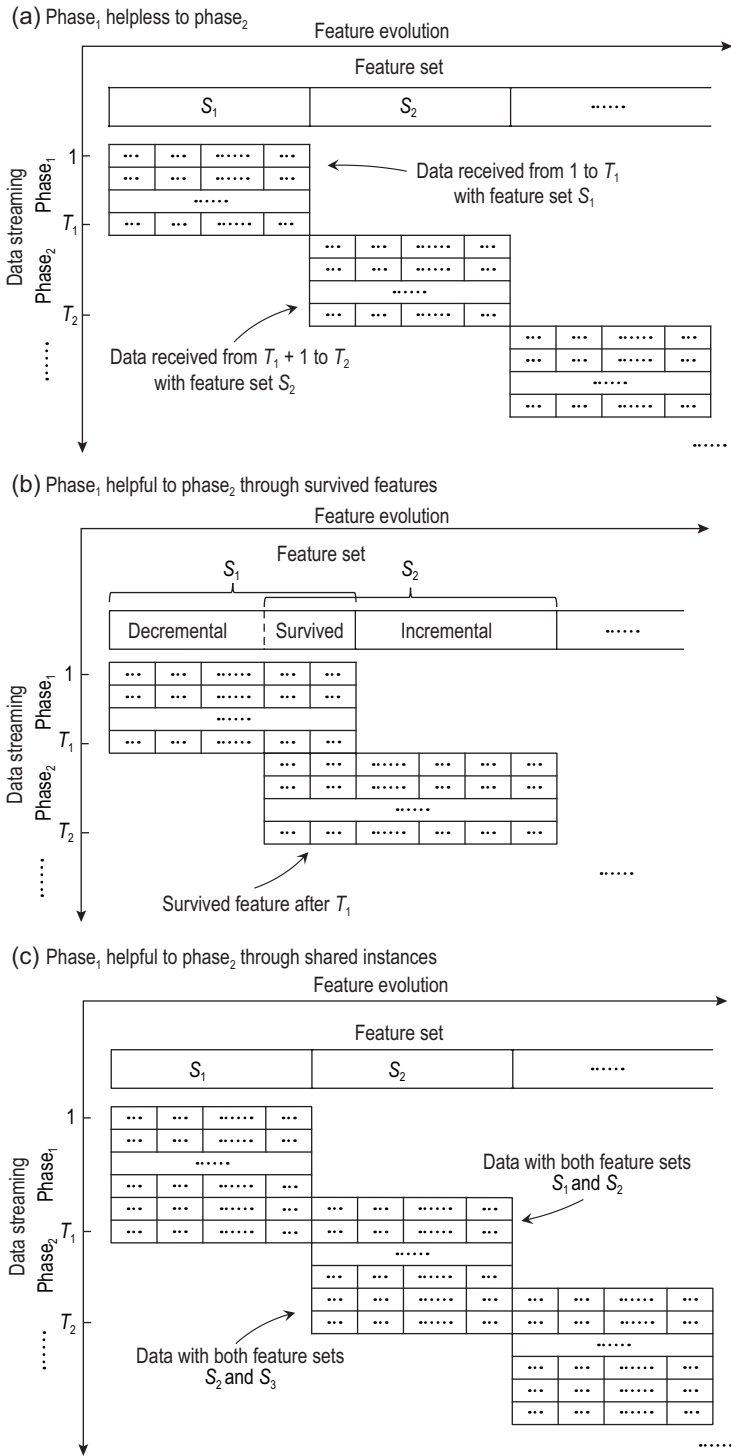 (a) Phase₁ helpless to phase₂
Feature evolution
Feature set
S₁ S₂ ······
Data streaming
Phase₁
Phase₂
1
T₁
T₂
······
··· ··· ······ ···
··· ··· ······ ···
······
··· ··· ······ ···
Data received from 1 to T₁
with feature set S₁
··· ··· ······ ···
··· ··· ······ ···
······
··· ··· ······ ···
Data received from T₁ + 1 to T₂
with feature set S₂
··· ··· ······ ···
··· ··· ······ ···
······
··· ··· ······ ···
······
(b) Phase₁ helpful to phase₂ through survived features
Feature evolution
Feature set
S₁ S₂
Decremental Survived Incremental ······
Data streaming
Phase₁
Phase₂
1
T₁
T₂
······
··· ··· ······ ··· ···
··· ··· ······ ··· ···
······
··· ··· ······ ··· ···
··· ··· ······ ··· ··· ···
··· ··· ······ ··· ··· ···
······
··· ··· ······ ··· ··· ···
······
Survived feature after T₁
(c) Phase₁ helpful to phase₂ through shared instances
Feature evolution
Feature set
S₁ S₂ ······
Data streaming
Phase₁
Phase₂
1
T₁
T₂
······
··· ··· ······ ···
··· ··· ······ ···
······
··· ··· ······ ···
··· ··· ······ ···
··· ··· ······ ···
Data with both feature sets
S₁ and S₂
··· ··· ······ ···
··· ··· ······ ···
······
··· ··· ······ ···
··· ··· ······ ···
··· ··· ······ ···
Data with both feature sets
S₂ and S₃
··· ··· ······ ···
··· ··· ······ ···
······
··· ··· ······ ···
··· ··· ······ ···
··· ··· ······ ···
······